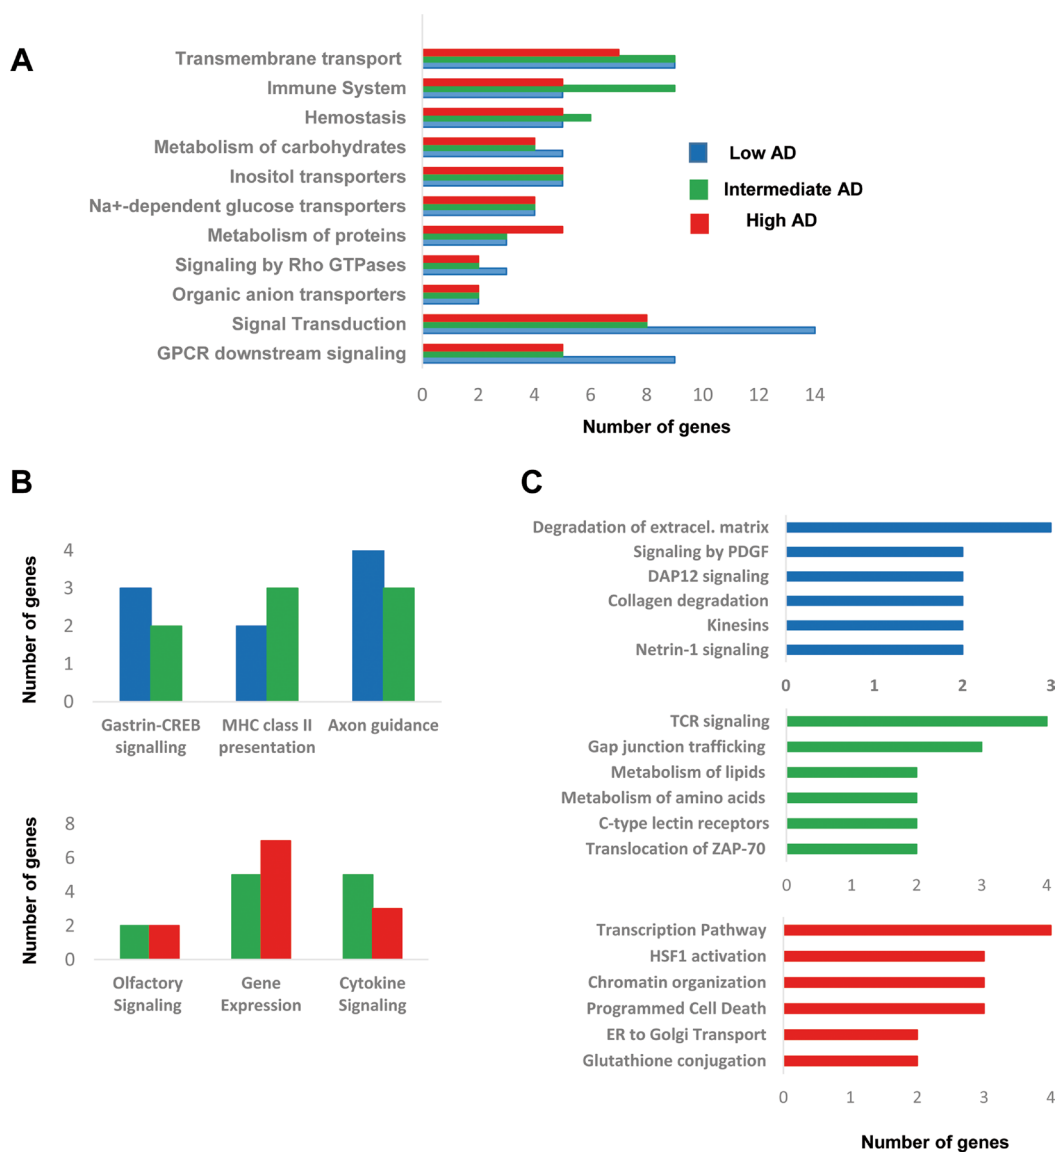 A
Transmembrane transport
Immune System
Hemostasis
Metabolism of carbohydrates
Inositol transporters
Na+-dependent glucose transporters
Metabolism of proteins
Signaling by Rho GTPases
Organic anion transporters
Signal Transduction
GPCR downstream signaling
0 2 4 6 8 10 12 14
Number of genes
Low AD
Intermediate AD
High AD
B
Number of genes
4
3
2
1
0
Gastrin-CREB
signalling
MHC class II
presentation
Axon guidance
Number of genes
8
6
4
2
0
Olfactory
Signaling
Gene
Expression
Cytokine
Signaling
C
Degradation of extracel. matrix
Signaling by PDGF
DAP12 signaling
Collagen degradation
Kinesins
Netrin-1 signaling
0 1 2 3
TCR signaling
Gap junction trafficking
Metabolism of lipids
Metabolism of amino acids
C-type lectin receptors
Translocation of ZAP-70
0 1 2 3 4
Transcription Pathway
HSF1 activation
Chromatin organization
Programmed Cell Death
ER to Golgi Transport
Glutathione conjugation
0 1 2 3 4
Number of genes